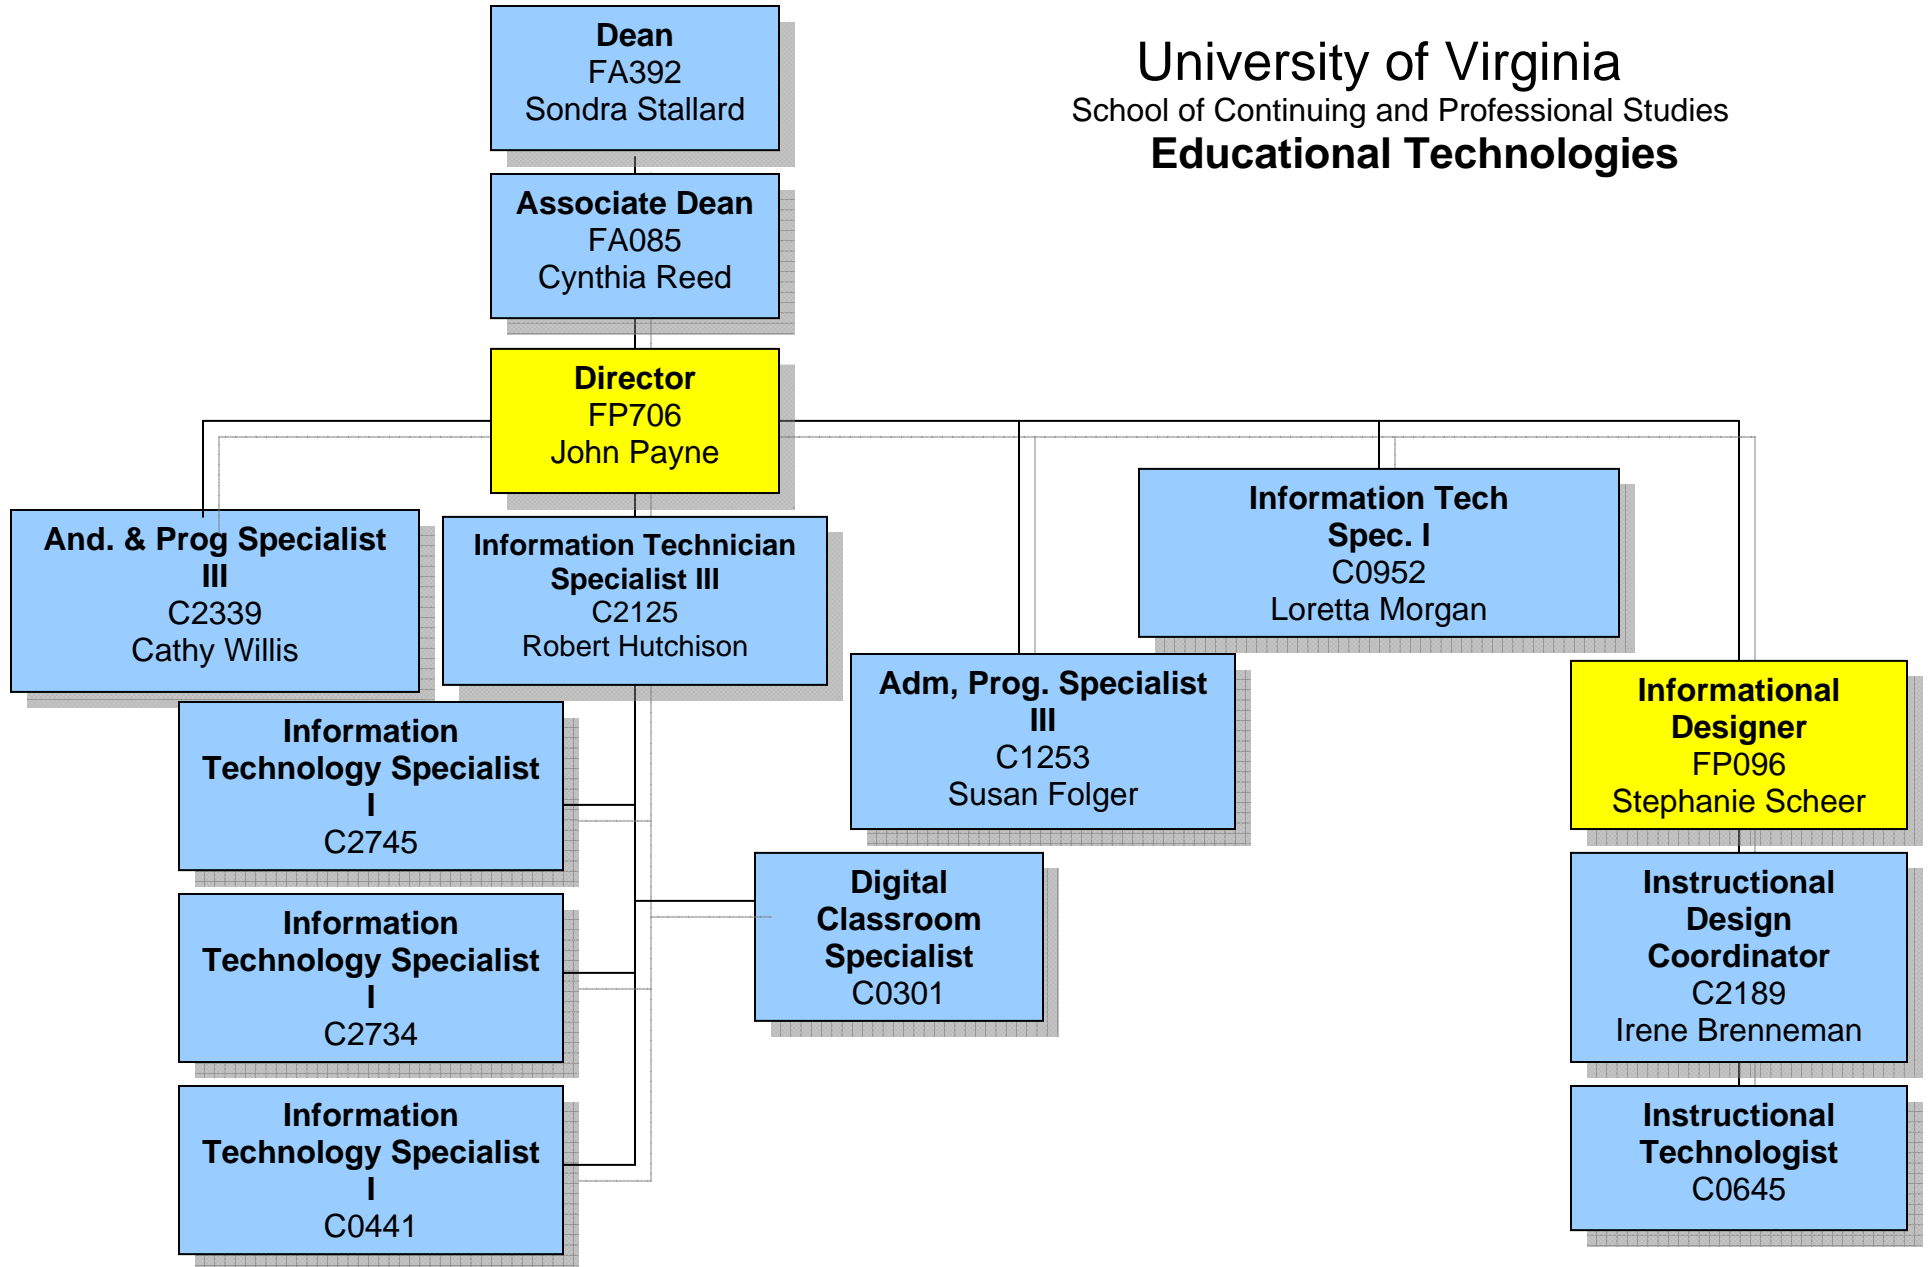 Dean
FA392
Sondra Stallard
University of Virginia
School of Continuing and Professional Studies
Educational Technologies
Associate Dean
FA085
Cynthia Reed
Director
FP706
John Payne
And. & Prog Specialist
III
C2339
Cathy Willis
Information Technician
Specialist III
C2125
Robert Hutchison
Information Tech
Spec. I
C0952
Loretta Morgan
Adm, Prog. Specialist
III
C1253
Susan Folger
Informational
Designer
FP096
Stephanie Scheer
Information
Technology Specialist
I
C2745
Digital
Classroom
Specialist
C0301
Instructional
Design
Coordinator
C2189
Irene Brenneman
Information
Technology Specialist
I
C2734
Information
Technology Specialist
I
C0441
Instructional
Technologist
C0645